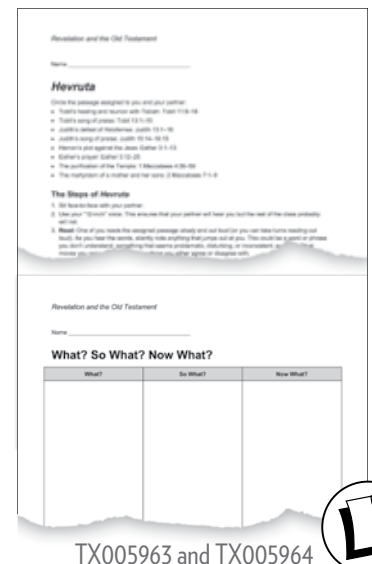 Revelation and the Old Testament
Name
Hevruta
Circle the passage assigned to you and your partner:
• Tobit's healing and reunion with Tobiah: Tobit 11:9–18
• Tobit's song of praise: Tobit 13:1–10
• Judith's defeat of Holofernes: Judith 13:1–16
• Judith's song of praise: Judith 15:14–16:15
• Haman's plot against the Jews: Esther 3:1–13
• Esther's prayer: Esther
• The purification of the Temple: 1 Maccabees 4:36–59
• The martyrdom of a mother and her sons: 2 Maccabees
The Steps of Hevruta
1. Sit face-to-face with your partner.
2. Use your "12-inch" voice. This ensures that your partner will hear you but the rest of the class probably
will not.
3. Read: One of you reads the assigned passage slowly and out loud (or you can take turns reading out
loud). As you hear the words, silently note anything that jumps out at you. This could be a word or phrase
you don't understand, something that seems problematic, disturbing, or inconsistent,
you either agree or disagree with.
Revelation and the Old Testament
Name
What? So What? Now What?
What? So What? Now What?
TX005963 and TX005964